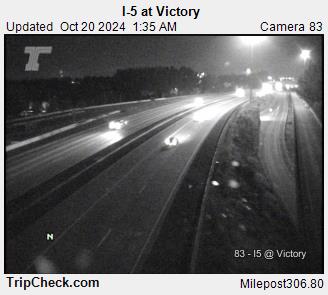 I-5 at Victory
Updated Oct 20 2024 1:35 AM Camera 83
T
N
83 - I5 @ Victory
TripCheck.com Milepost306.80